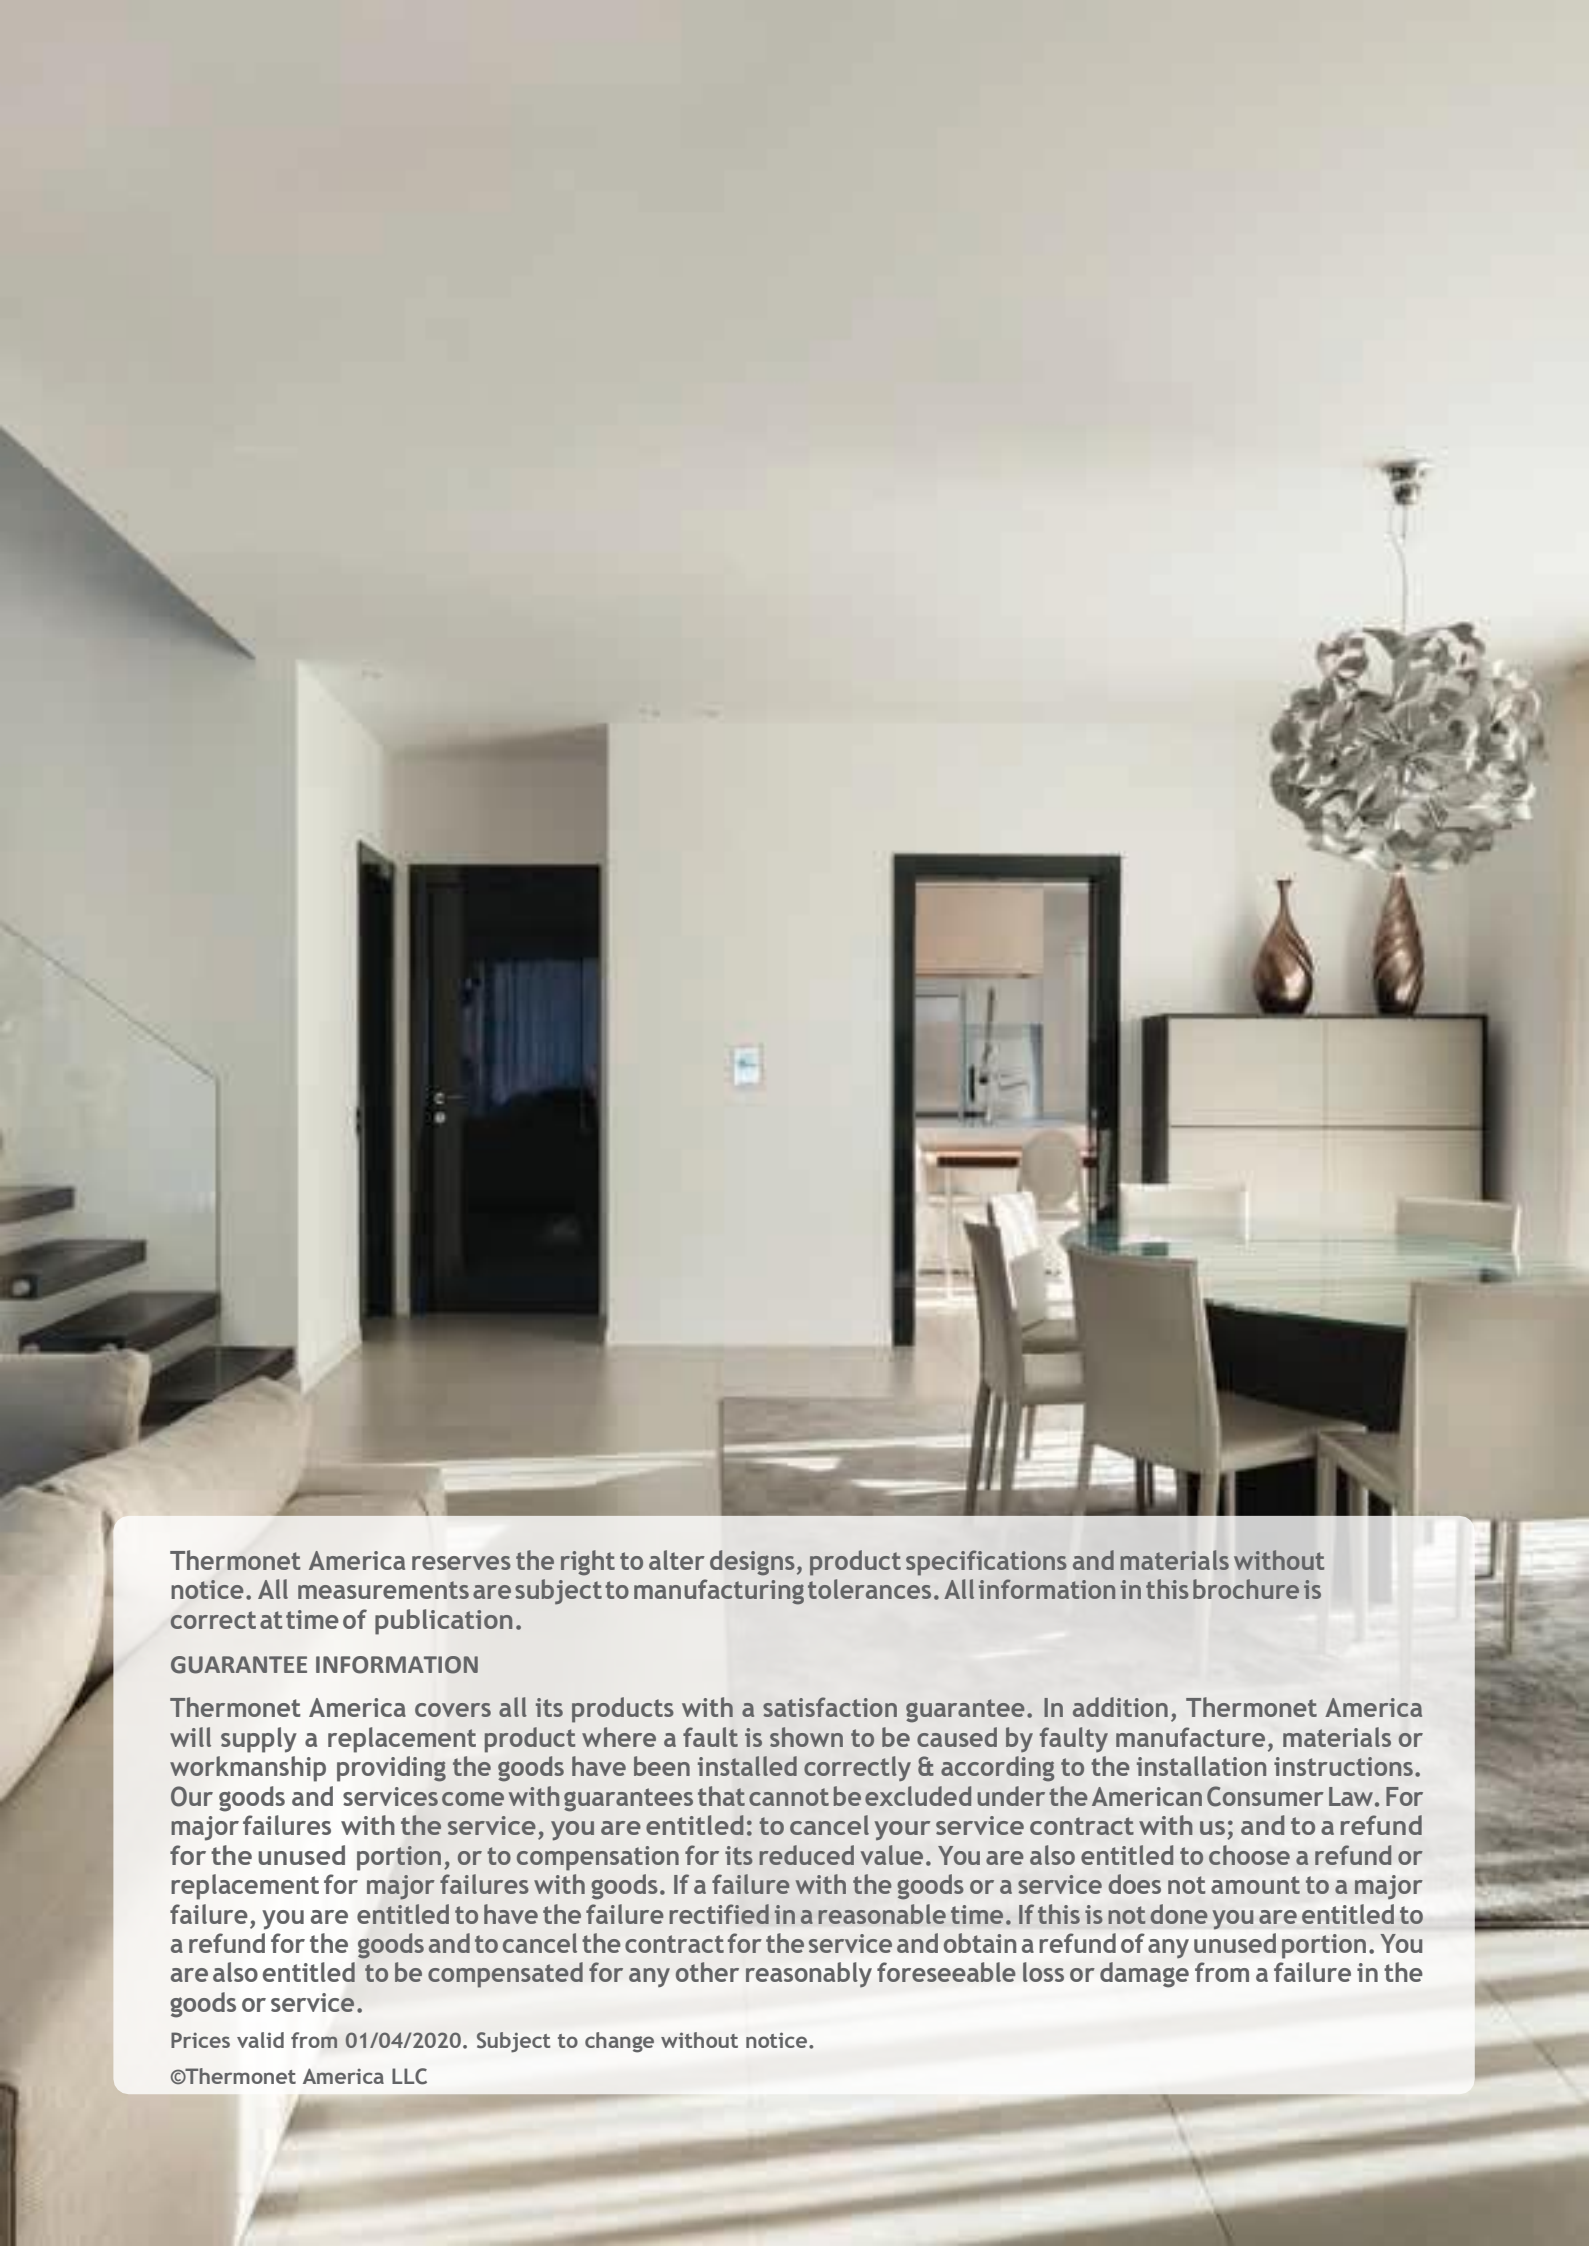 Thermonet America reserves the right to alter designs, product specifications and materials without
notice. All measurements are subject to manufacturing tolerances. All information in this brochure is
correct at time of publication.
GUARANTEE INFORMATION
Thermonet America covers all its products with a satisfaction guarantee. In addition, Thermonet America
will supply a replacement product where a fault is shown to be caused by faulty manufacture, materials or
workmanship providing the goods have been installed correctly & according to the installation instructions.
Our goods and services come with guarantees that cannot be excluded under the American Consumer Law. For
major failures with the service, you are entitled: to cancel your service contract with us; and to a refund
for the unused portion, or to compensation for its reduced value. You are also entitled to choose a refund or
replacement for major failures with goods. If a failure with the goods or a service does not amount to a major
failure, you are entitled to have the failure rectified in a reasonable time. If this is not done you are entitled to
a refund for the goods and to cancel the contract for the service and obtain a refund of any unused portion. You
are also entitled to be compensated for any other reasonably foreseeable loss or damage from a failure in the
goods or service.
Prices valid from 01/04/2020. Subject to change without notice.
©Thermonet America LLC